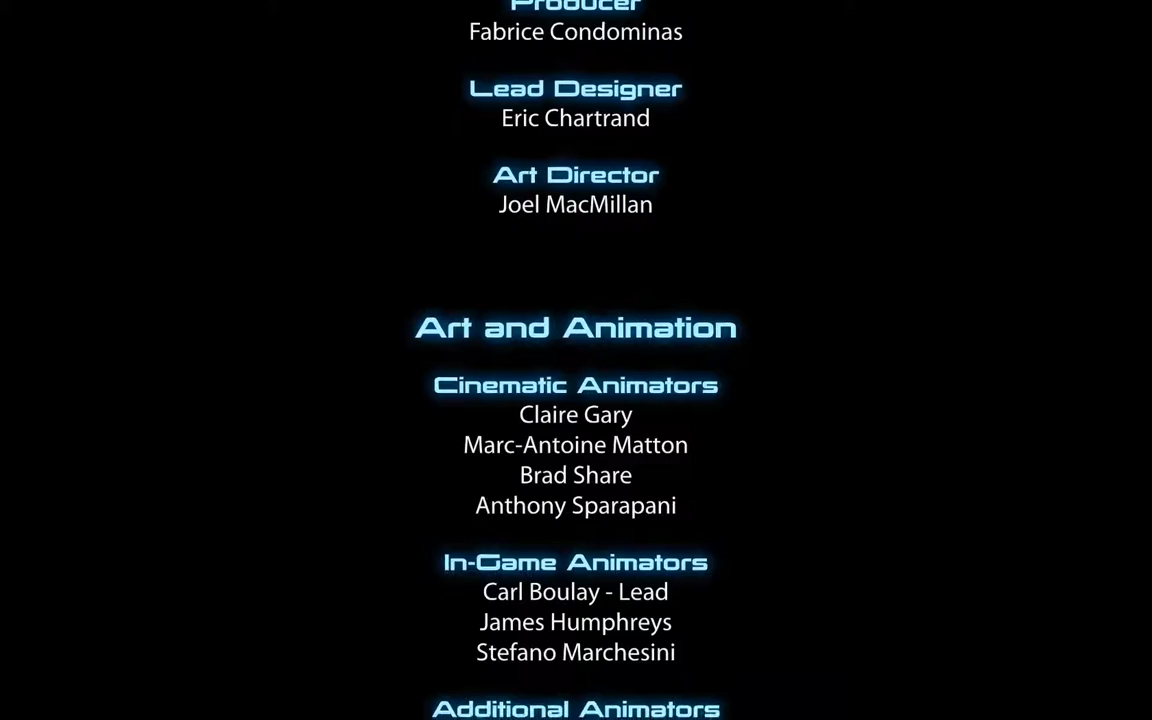 Producer
Fabrice Condominas
Lead Designer
Eric Chartrand
Art Director
Joel MacMillan
Art and Animation
Cinematic Animators
Claire Gary
Marc-Antoine Matton
Brad Share
Anthony Sparapani
In-Game Animators
Carl Boulay - Lead
James Humphreys
Stefano Marchesini
Additional Animators